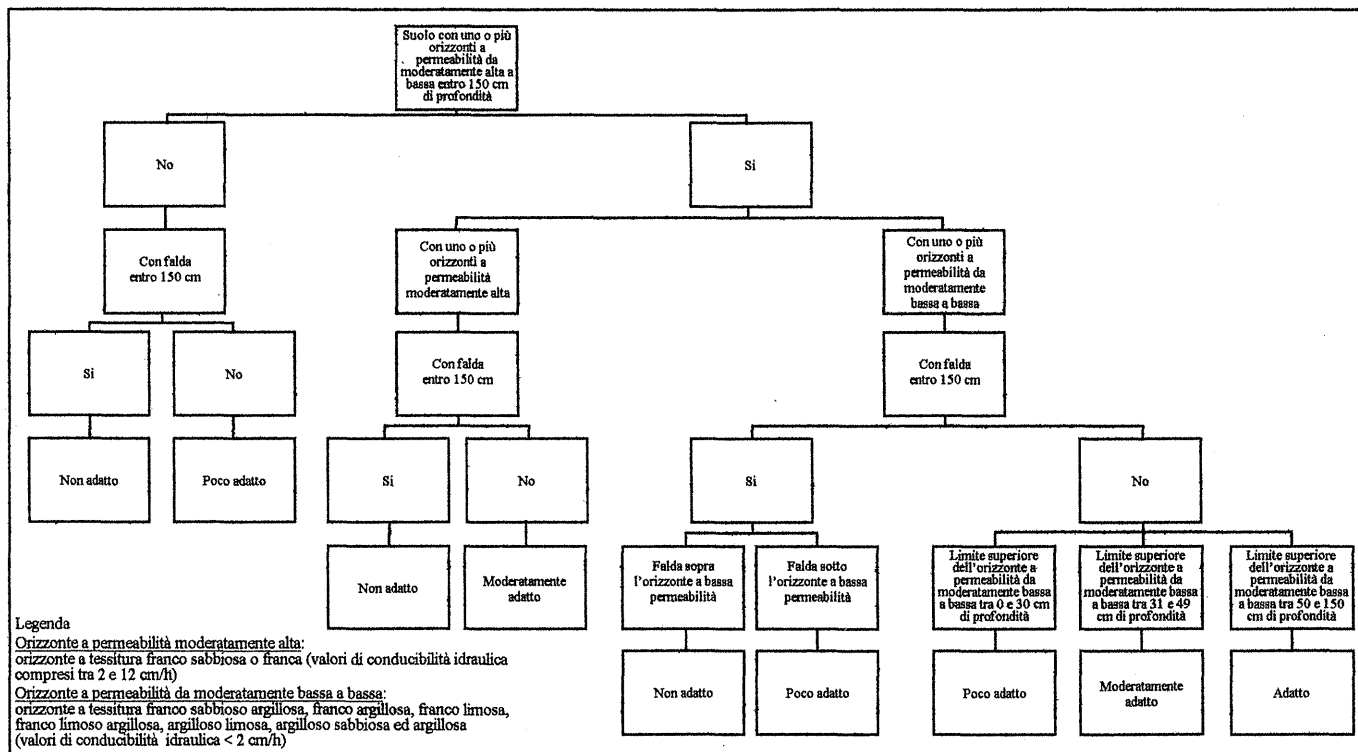 Suolo con uno o più
orizzonti a
permeabilità da
moderatamente alta a
bassa entro 150 cm
di profondità
No
Si
Con falda
entro 150 cm
Con uno o più
orizzonti a
permeabilità
moderatamente alta
Con uno o più
orizzonti a
permeabilità da
moderatamente
bassa a bassa
Si
No
Con falda
entro 150 cm
Con falda
entro 150 cm
Non adatto
Poco adatto
Si
No
Si
No
Non adatto
Moderatamente
adatto
Falda sopra
l'orizzonte a bassa
permeabilità
Falda sotto
l'orizzonte a bassa
permeabilità
Limite superiore
dell'orizzonte a
permeabilità da
moderatamente bassa
a bassa tra 0 e 30 cm
di profondità
Limite superiore
dell'orizzonte a
permeabilità da
moderatamente bassa
a bassa tra 31 e 49
cm di profondità
Limite superiore
dell'orizzonte a
permeabilità da
moderatamente bassa
a bassa tra 50 e 150
cm di profondità
Non adatto
Poco adatto
Poco adatto
Moderatamente
adatto
Adatto
Legenda
Orizzonte a permeabilità moderatamente alta:
orizzonte a tessitura franco sabbiosa o franca (valori di conducibilità idraulica
compresi tra 2 e 12 cm/h)
Orizzonte a permeabilità da moderatamente bassa a bassa:
orizzonte a tessitura franco sabbioso argillosa, franco argillosa, franco limosa,
franco limoso argillosa, argilloso limosa, argilloso sabbiosa ed argillosa
(valori di conducibilità idraulica < 2 cm/h)